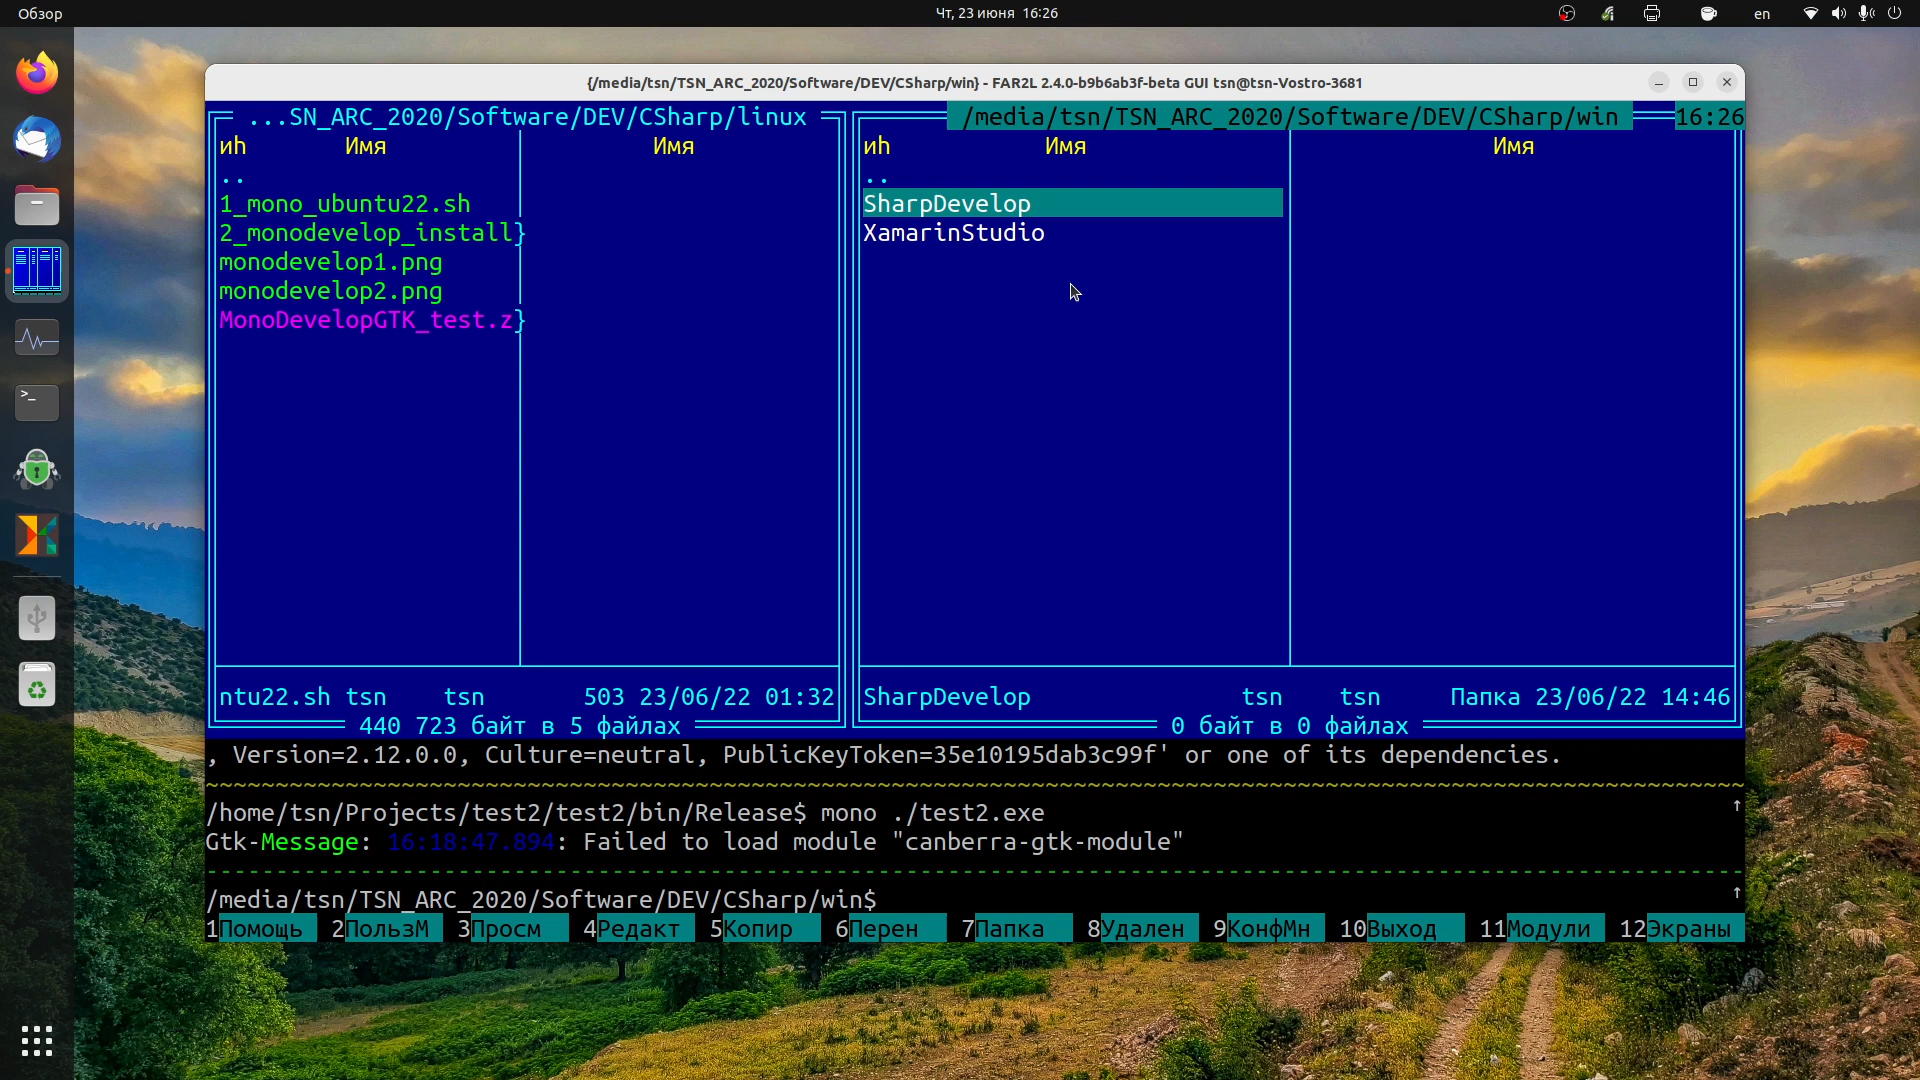 Обзор
Чт, 23 июня 16:26
en
{/media/tsn/TSN_ARC_2020/Software/DEV/CSharp/win} - FAR2L 2.4.0-b9b6ab3f-beta GUI tsn@tsn-Vostro-3681
...SN_ARC_2020/Software/DEV/CSharp/linux
/media/tsn/TSN_ARC_2020/Software/DEV/CSharp/win 16:26
иh Имя Имя
иh Имя Имя
..
1_mono_ubuntu22.sh
2_monodevelop_install}
monodevelop1.png
monodevelop2.png
MonoDevelopGTK_test.z}
..
SharpDevelop
XamarinStudio
ntu22.sh tsn tsn 503 23/06/22 01:32
440 723 байт в 5 файлах
SharpDevelop tsn tsn Папка 23/06/22 14:46
0 байт в 0 файлах
, Version=2.12.0.0, Culture=neutral, PublicKeyToken=35e10195dab3c99f' or one of its dependencies.
~~~~~~~~~~~~~~~~~~~~~~~~~~~~~~~~~~~~~~~~~~~~~~~~~~~~~~~~~~~~~~~~~~~~~~~~~~~~~~~~~~~~~~~~~~~~~~~~~~~~~~~~~~~~~~
/home/tsn/Projects/test2/test2/bin/Release$ mono ./test2.exe ↑
Gtk-Message: 16:18:47.894: Failed to load module "canberra-gtk-module"
--------------------------------------------------------------------------------------------------------------
/media/tsn/TSN_ARC_2020/Software/DEV/CSharp/win$ ↑
1Помощь 2ПользМ 3Просм 4Редакт 5Копир 6Перен 7Папка 8Удален 9КонфМн 10Выход 11Модули 12Экраны